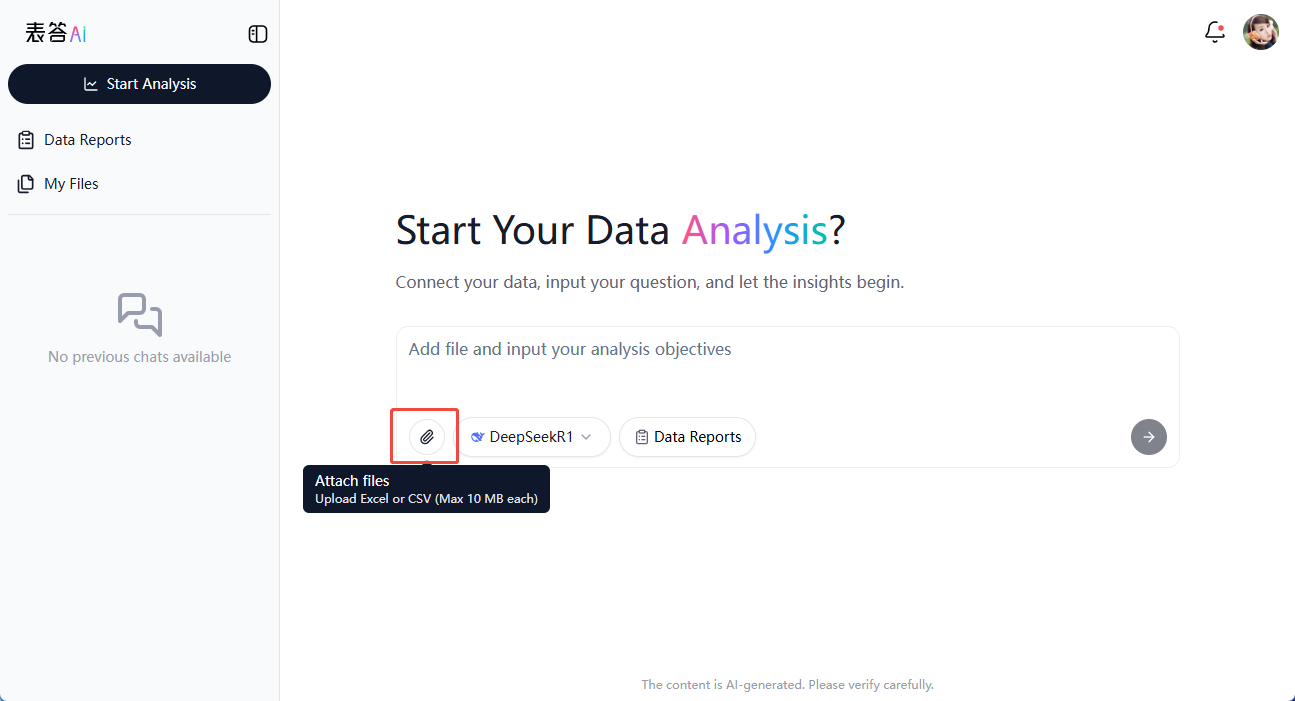 表答Ai
Start Analysis
Data Reports
My Files
No previous chats available
Start Your Data Analysis?
Connect your data, input your question, and let the insights begin.
Add file and input your analysis objectives
DeepSeekR1
Data Reports
Attach files
Upload Excel or CSV (Max 10 MB each)
The content is AI-generated. Please verify carefully.